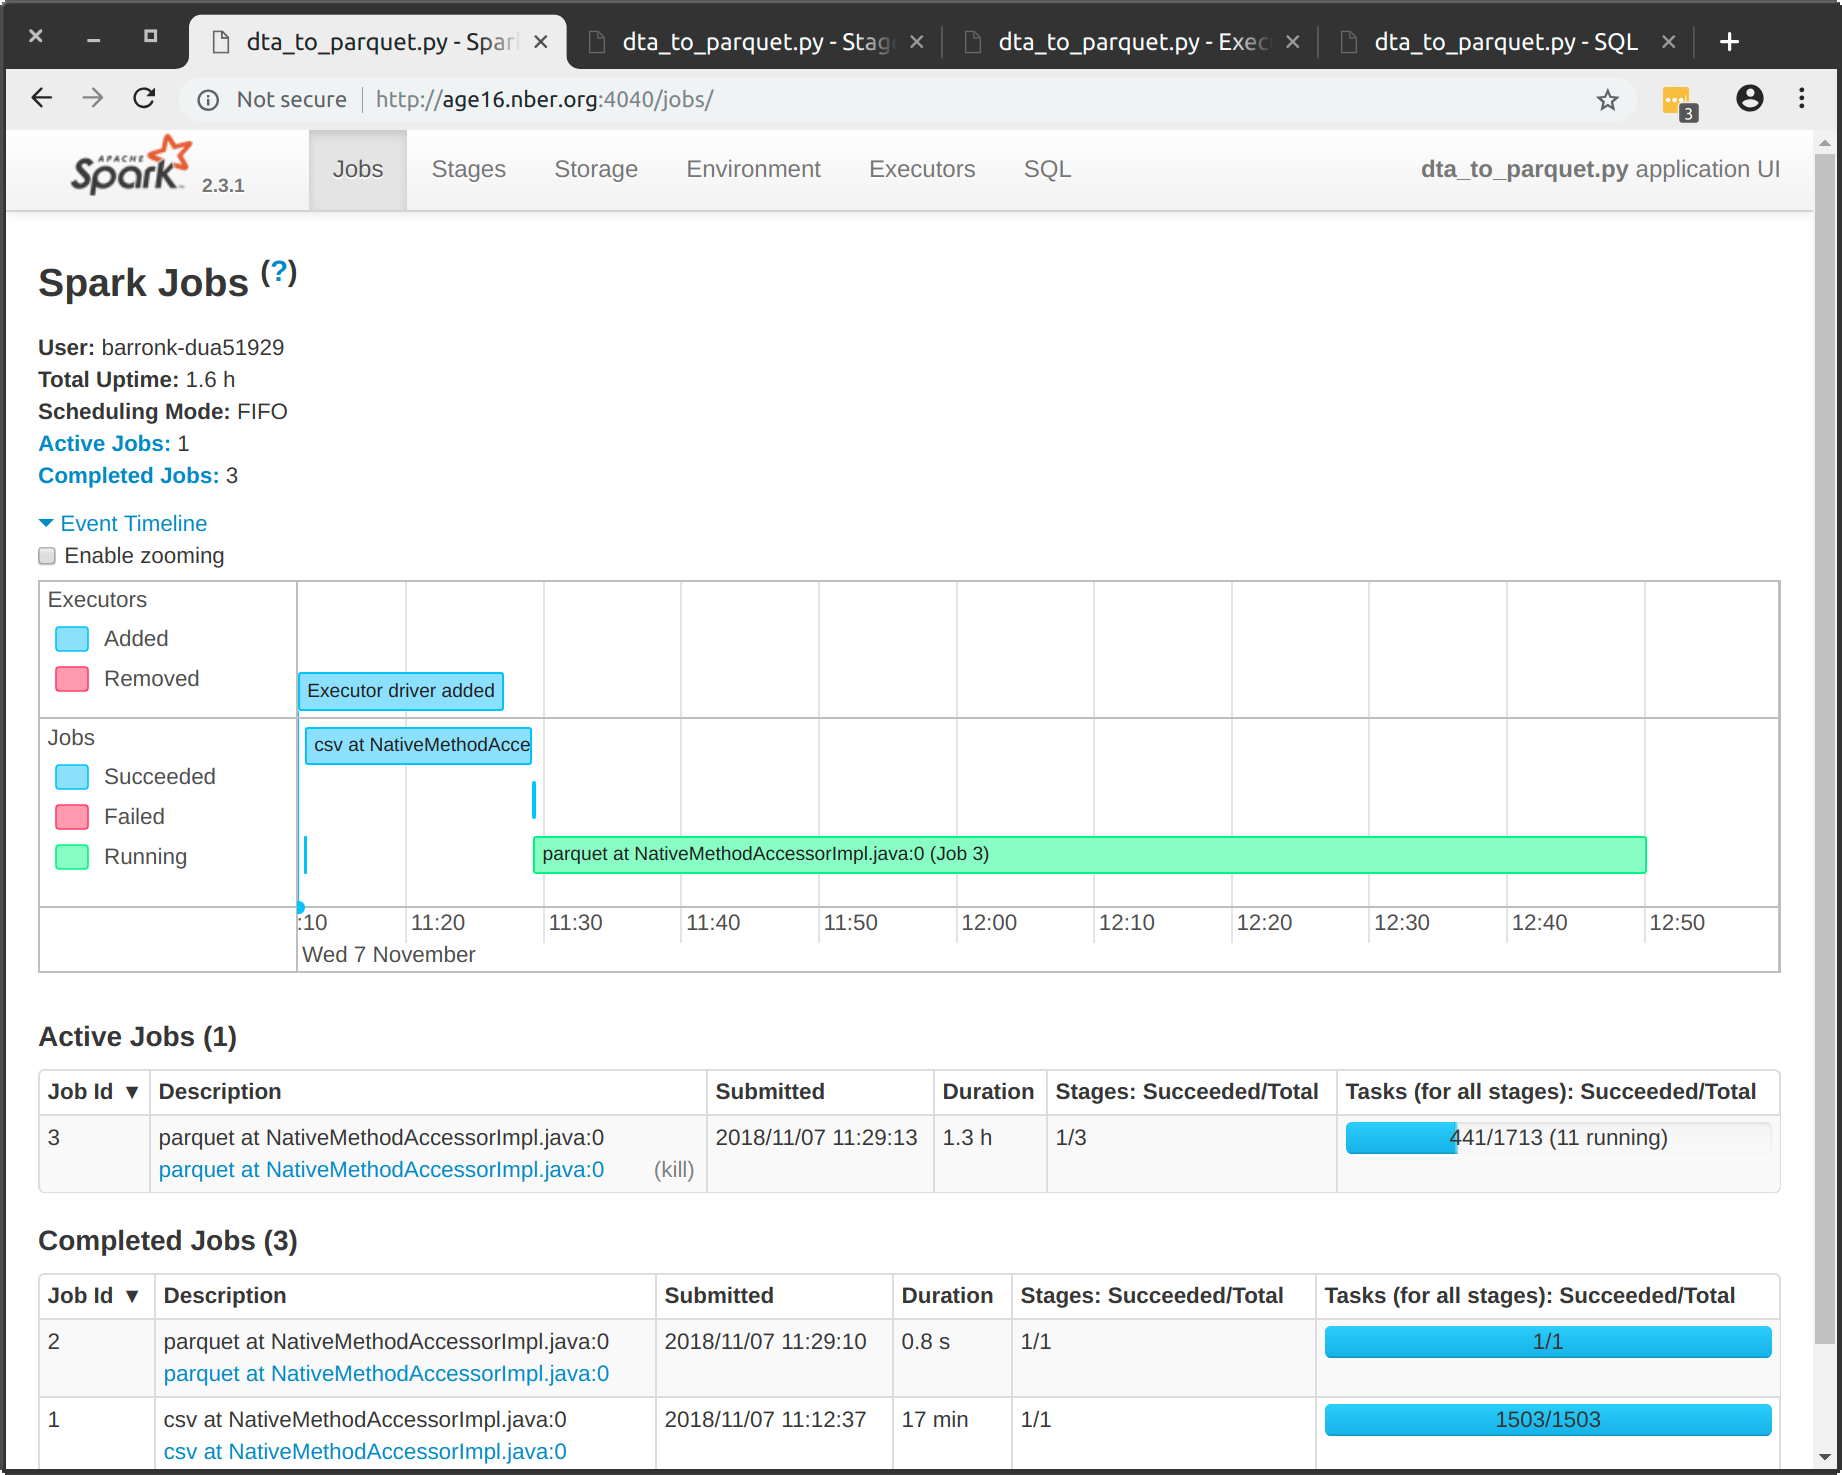 dta_to_parquet.py - Spar
dta_to_parquet.py - Stag
dta_to_parquet.py - Exec
dta_to_parquet.py - SQL
Not secure http://age16.nber.org:4040/jobs/
3
APACHE Spark 2.3.1 Jobs Stages Storage Environment Executors SQL dta_to_parquet.py application UI
Spark Jobs (?)
User: barronk-dua51929
Total Uptime: 1.6 h
Scheduling Mode: FIFO
Active Jobs: 1
Completed Jobs: 3
Event Timeline
Enable zooming
Executors
Added
Removed
Executor driver added
Jobs
Succeeded
Failed
Running
csv at NativeMethodAcce
parquet at NativeMethodAccessorImpl.java:0 (Job 3)
:10 11:20 11:30 11:40 11:50 12:00 12:10 12:20 12:30 12:40 12:50
Wed 7 November
Active Jobs (1)
Job Id ▼ Description Submitted Duration Stages: Succeeded/Total Tasks (for all stages): Succeeded/Total
3 parquet at NativeMethodAccessorImpl.java:0 2018/11/07 11:29:13 1.3 h 1/3 441/1713 (11 running)
parquet at NativeMethodAccessorImpl.java:0 (kill)
Completed Jobs (3)
Job Id ▼ Description Submitted Duration Stages: Succeeded/Total Tasks (for all stages): Succeeded/Total
2 parquet at NativeMethodAccessorImpl.java:0 2018/11/07 11:29:10 0.8 s 1/1 1/1
parquet at NativeMethodAccessorImpl.java:0
1 csv at NativeMethodAccessorImpl.java:0 2018/11/07 11:12:37 17 min 1/1 1503/1503
csv at NativeMethodAccessorImpl.java:0